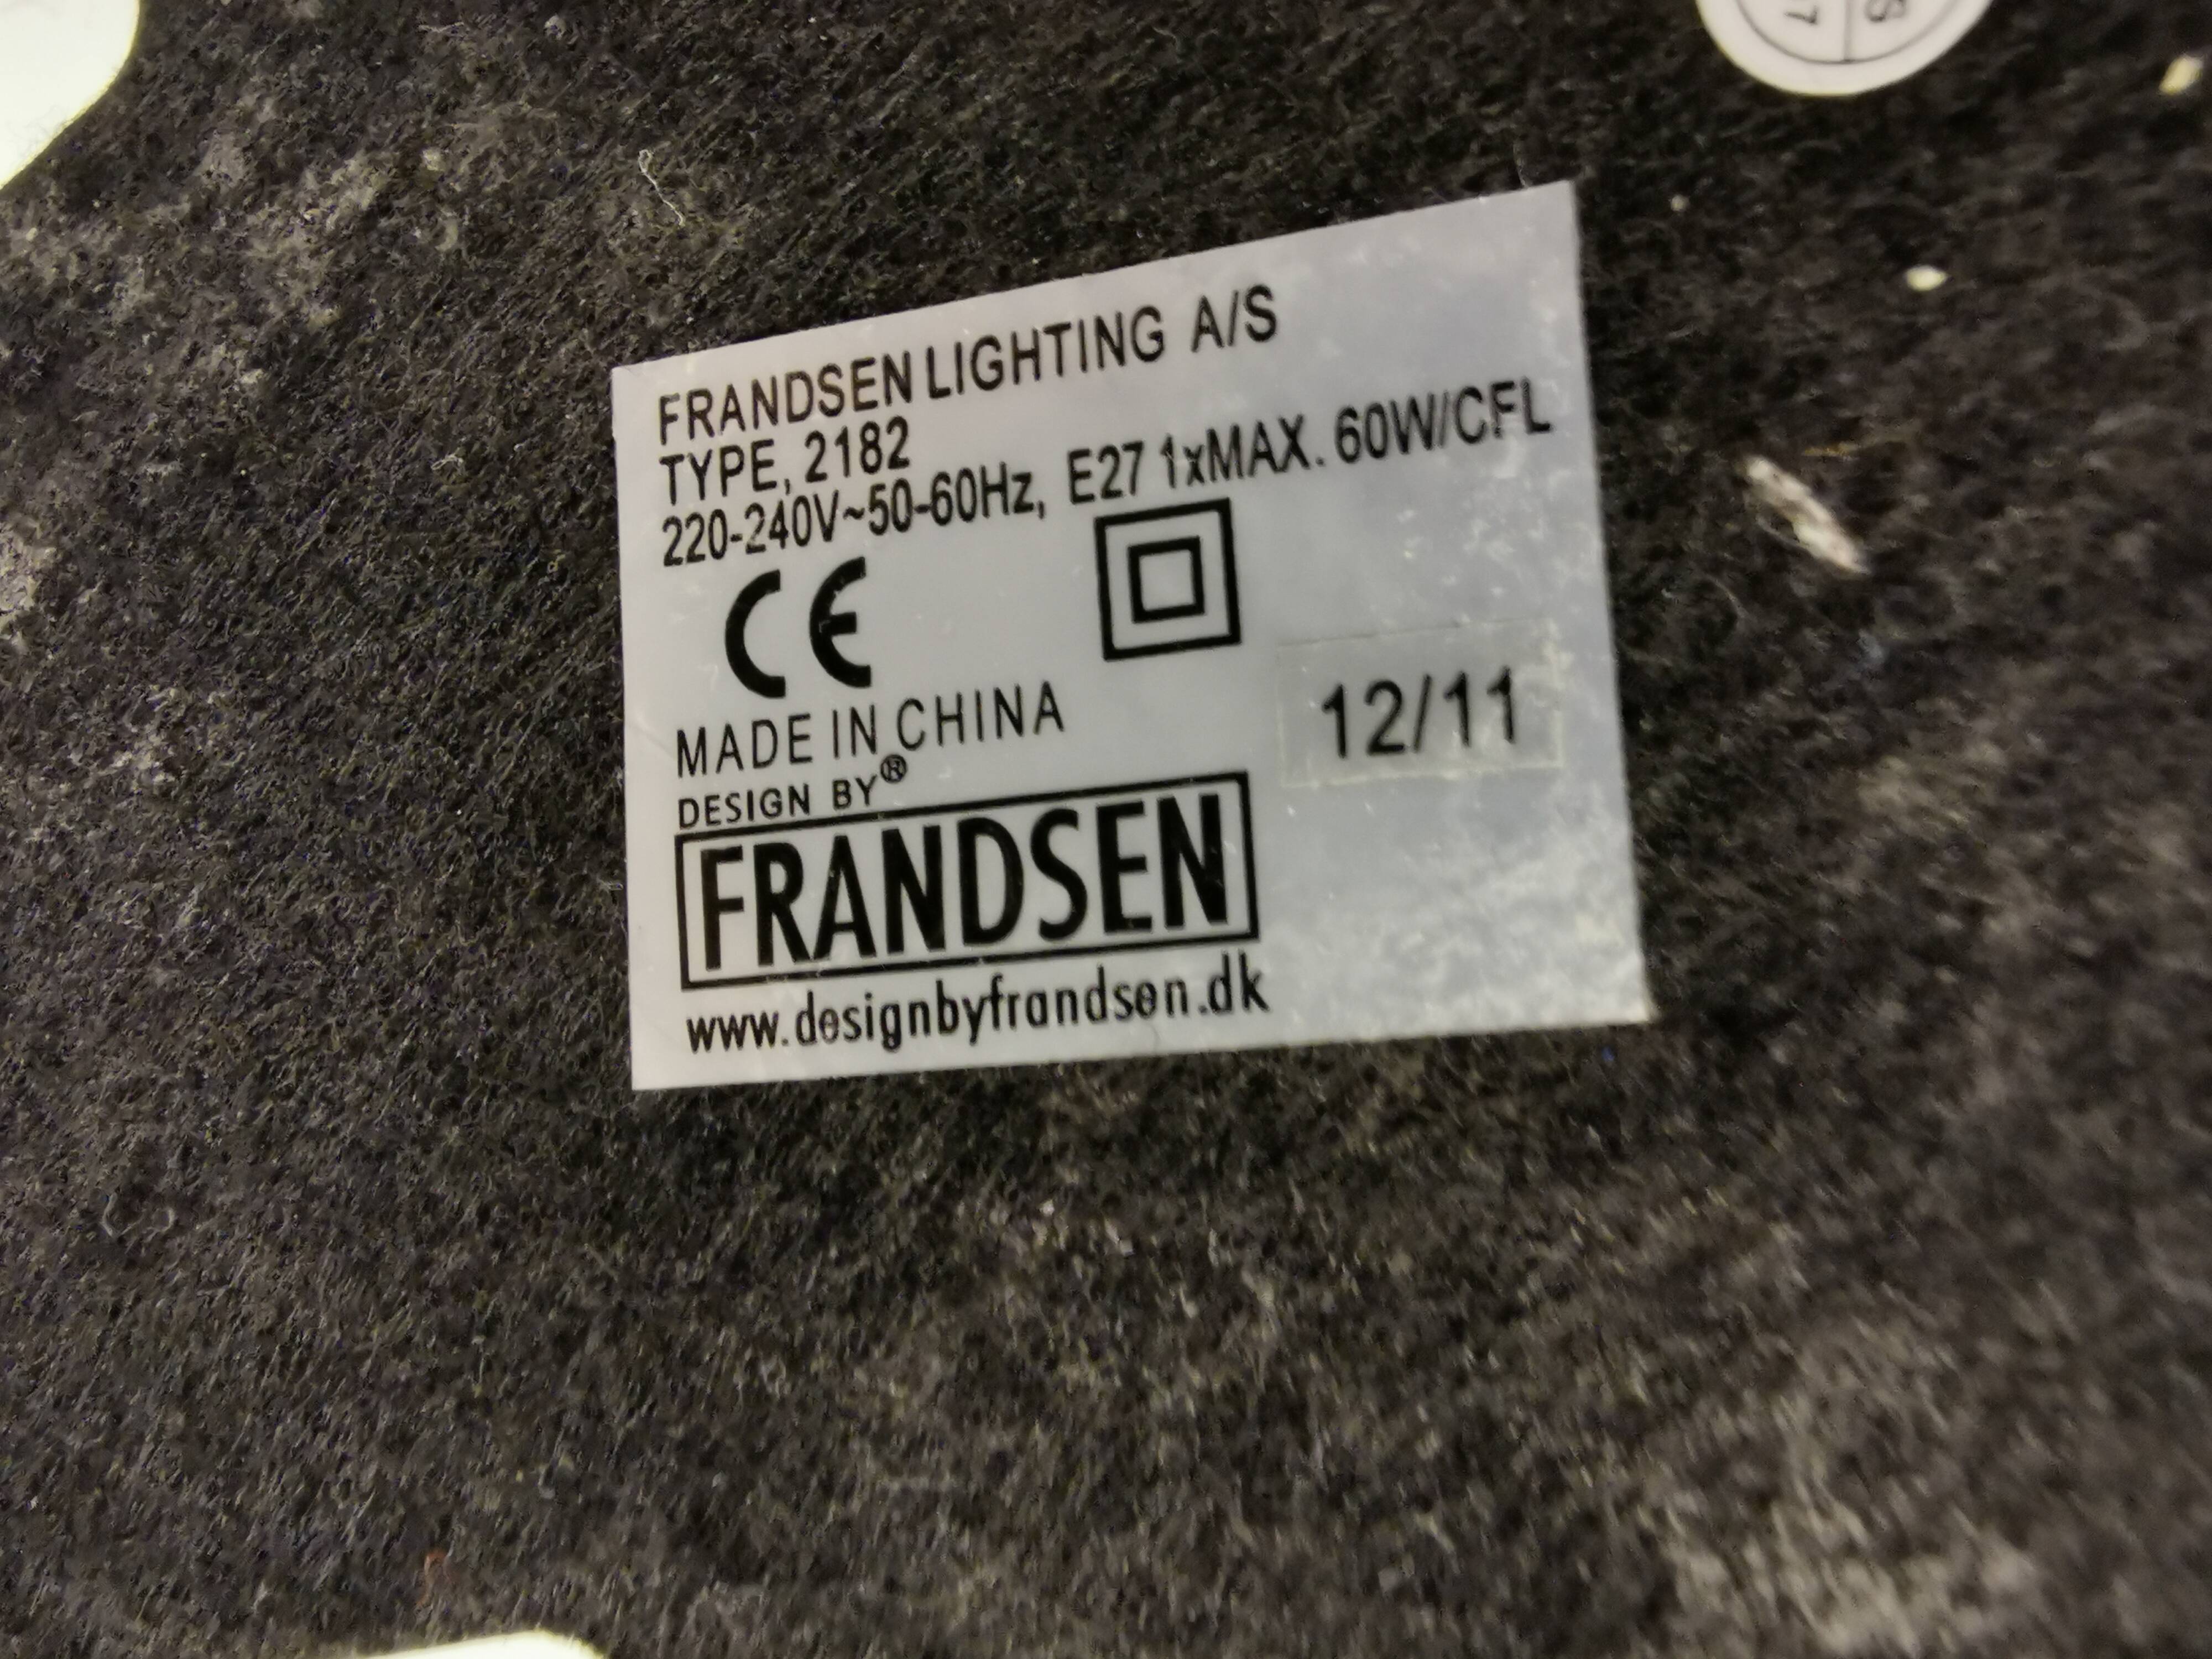 FRANDSEN LIGHTING A/S
TYPE, 2182
220-240V~50-60Hz, E27 1xMAX. 60W/CFL
CE
MADE IN CHINA
12/11
DESIGN BY®
FRANDSEN
www.designbyfrandsen.dk
7